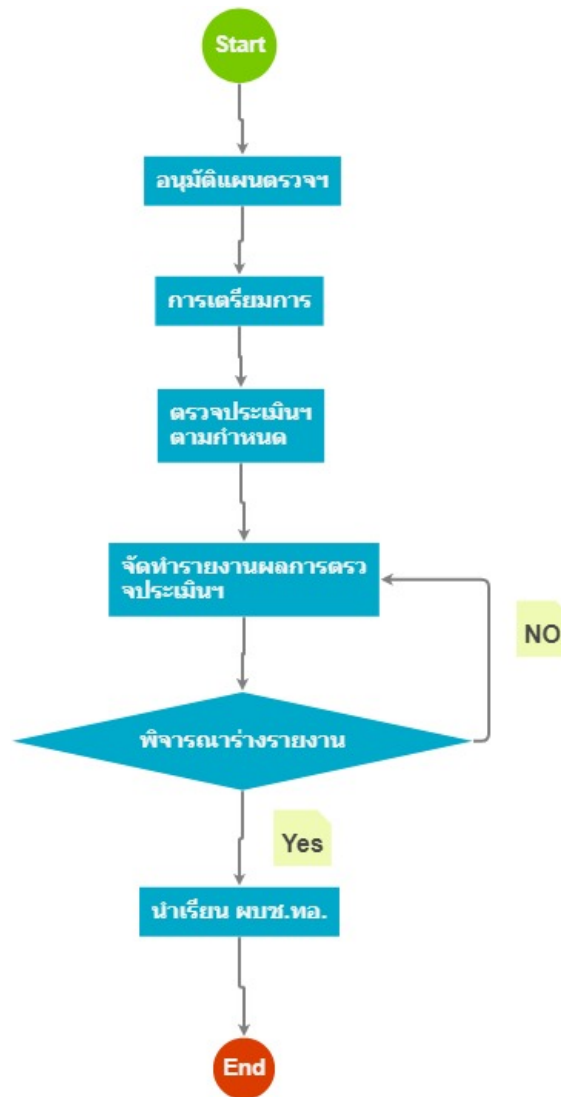 Start
อนุมัติแผนตรวจฯ
การเตรียมการ
ตรวจประเมินฯ
ตามกำหนด
จัดทำรายงานผลการตรว
จประเมินฯ
NO
พิจารณาร่างรายงาน
Yes
นำเรียน ผบช.ทอ.
End